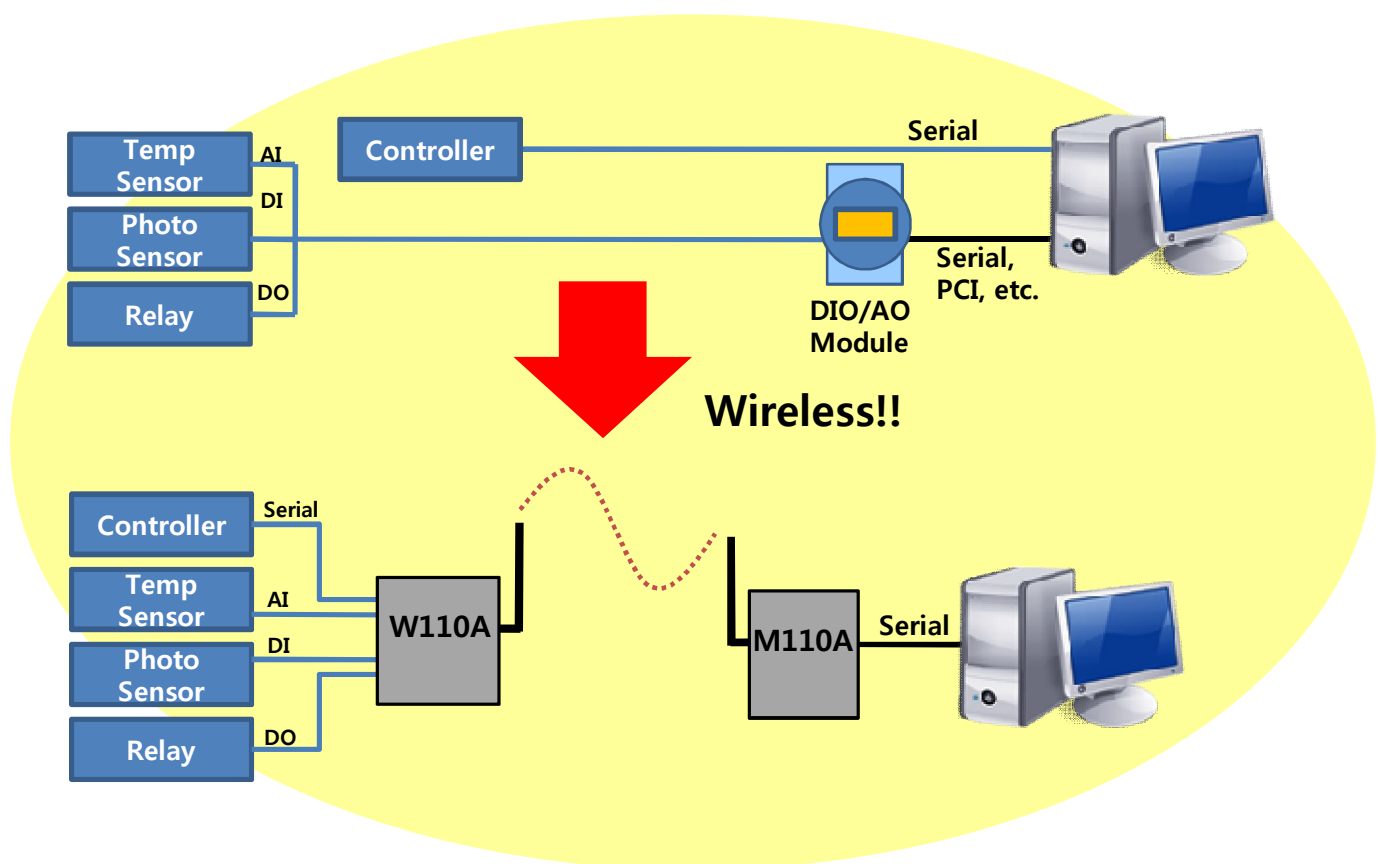 Temp
Sensor
AI
Controller
Serial
DI
Photo
Sensor
DO
Relay
Serial,
PCI, etc.
DIO/AO
Module
Wireless!!
Controller
Serial
Temp
Sensor
AI
W110A
M110A
Serial
Photo
Sensor
DI
Relay
DO